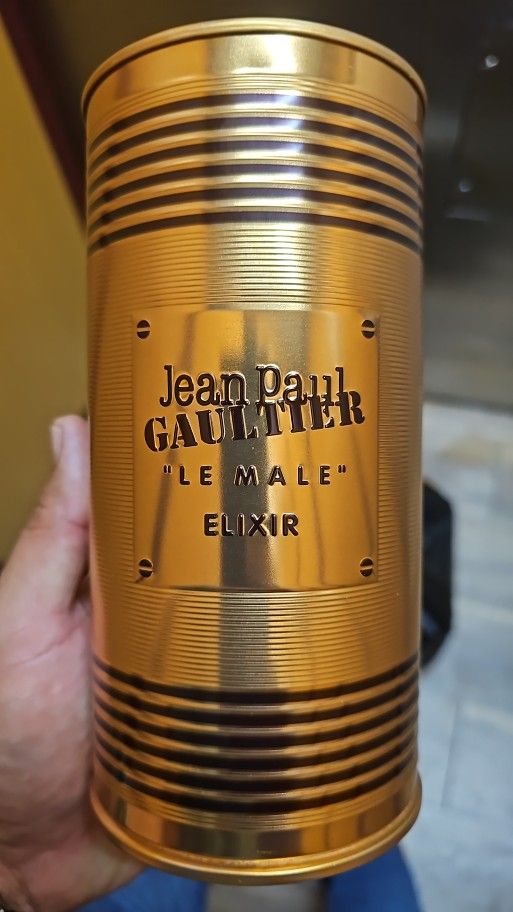 Jean Paul
GAULTIER
"LE MALE"
ELIXIR